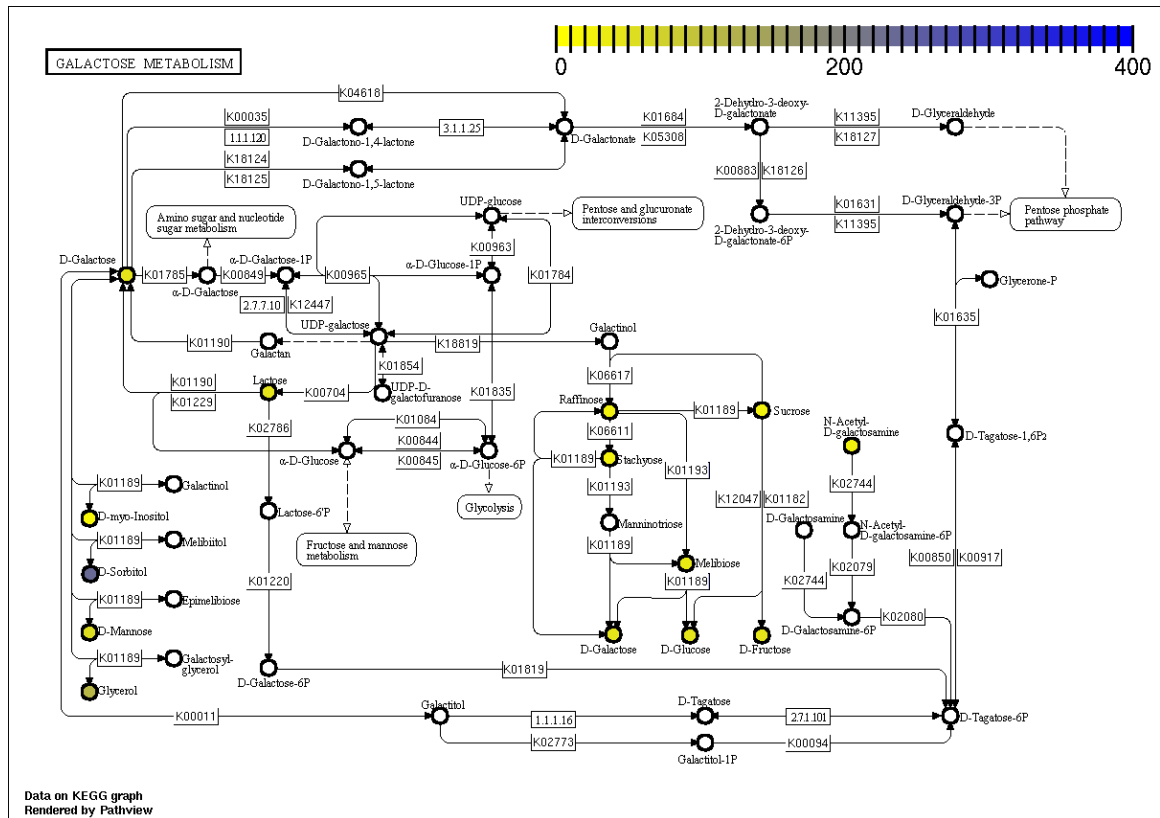 GALACTOSE METABOLISM
0 200 400
K04618
K00035
1.1.1.120
D-Galactono-1,4-lactone
3.1.1.25
D-Galactonate
K01684
K05308
2-Dehydro-3-deoxy-
D-galactonate
K11395
K18127
D-Glyceraldehyde
K18124
K18125
D-Galactono-1,5-lactone
K00883
K18126
UDP-glucose
Pentose and glucuronate
interconversions
2-Dehydro-3-deoxy-
D-galactonate-6P
K01631
K11395
D-Glyceraldehyde-3P
Pentose phosphate
pathway
Amino sugar and nucleotide
sugar metabolism
K00963
D-Galactose
K01785
α-D-Galactose
K00849
α-D-Galactose-1P
K00965
α-D-Glucose-1P
K01784
Glycerone-P
2.7.7.10
K12447
K01635
UDP-galactose
K18819
Galactinol
K01190
Galactan
K01854
K01190
K01229
Lactose
K00704
UDP-D-
galactofuranose
K01835
K06617
Raffinose
K01189
Sucrose
K02786
K01084
K00844
K00845
α-D-Glucose
α-D-Glucose-6P
K06611
K01189
Stachyose
K01193
K01193
N-Acetyl-
D-galactosamine
D-Tagatose-1,6P2
K01189
Galactinol
D-myo-Inositol
Glycolysis
K02744
K12047
K01182
Lactose-6'P
Manninotriose
D-Galactosamine
N-Acetyl-
D-galactosamine-6P
K01189
Melibiitol
D-Sorbitol
Fructose and mannose
metabolism
K01189
Melibiose
K00850
K00917
K01220
K01189
K02744
K02079
K01189
Epimelibiose
D-Mannose
D-Galactosamine-6P
K02080
D-Galactose
D-Glucose
D-Fructose
K01189
Galactosyl-
glycerol
Glycerol
D-Galactose-6P
K01819
K00011
Galactitol
1.1.1.16
D-Tagatose
2.7.1.101
D-Tagatose-6P
K02773
Galactitol-1P
K00094
Data on KEGG graph
Rendered by Pathview